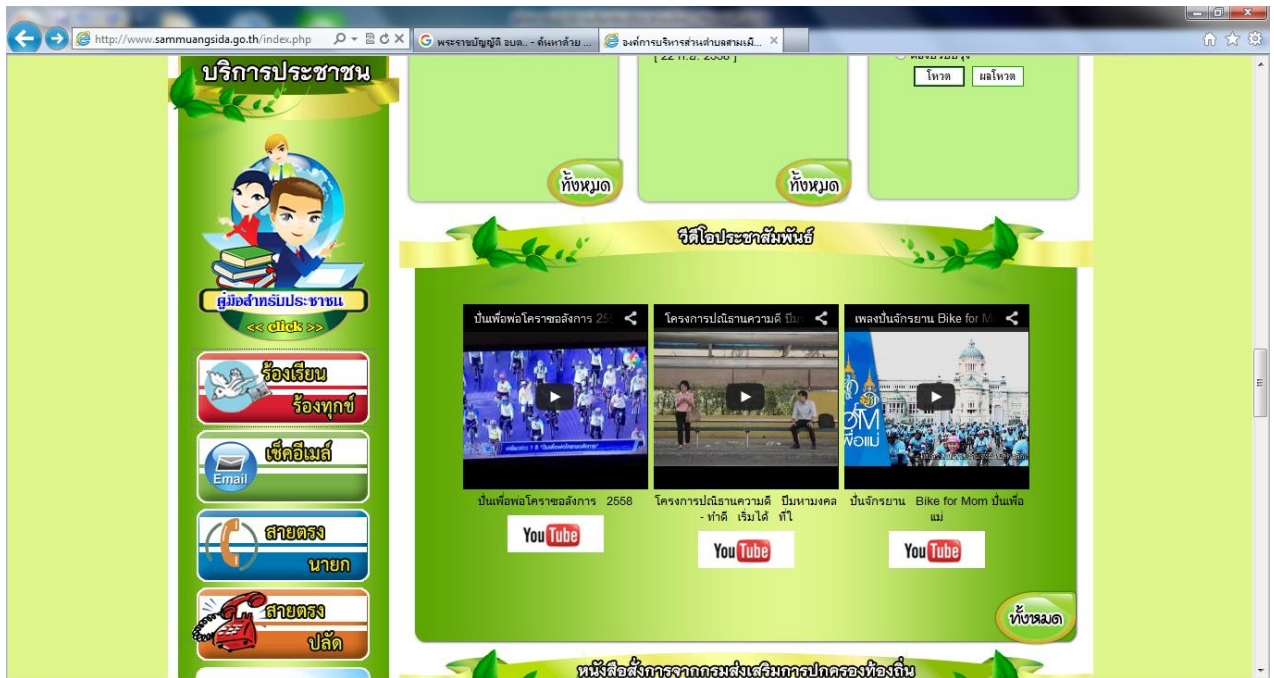 http://www.sammuangsida.go.th/index.php
พระราชบัญญัติ อบต.. - ค้นหาด้วย ...
องค์การบริหารส่วนตำบลสามเมื...
บริการประชาชน
[ 22 ก.ย. 2558 ]
โหวต
ผลโหวต
ทั้งหมด
ทั้งหมด
วีดีโอประชาสัมพันธ์
คู่มือสำหรับประชาชน
<< click >>
ปั่นเพื่อพ่อโคราชอลังการ 25
โครงการปณิธานความดี ปีมห
เพลงปั่นจักรยาน Bike for M
ร้องเรียน
ร้องทุกข์
เช็คอีเมล์
Email
ปั่นเพื่อพ่อโคราชอลังการ 2558
โครงการปณิธานความดี ปีมหามงคล
- ทำดี เริ่มได้ ที่ใ
ปั่นจักรยาน Bike for Mom ปั่นเพื่อ
แม่
You Tube
You Tube
You Tube
สายตรง
นายก
สายตรง
ปลัด
ทั้งหมด
หนังสือสั่งการจากกรมส่งเสริมการปกครองท้องถิ่น